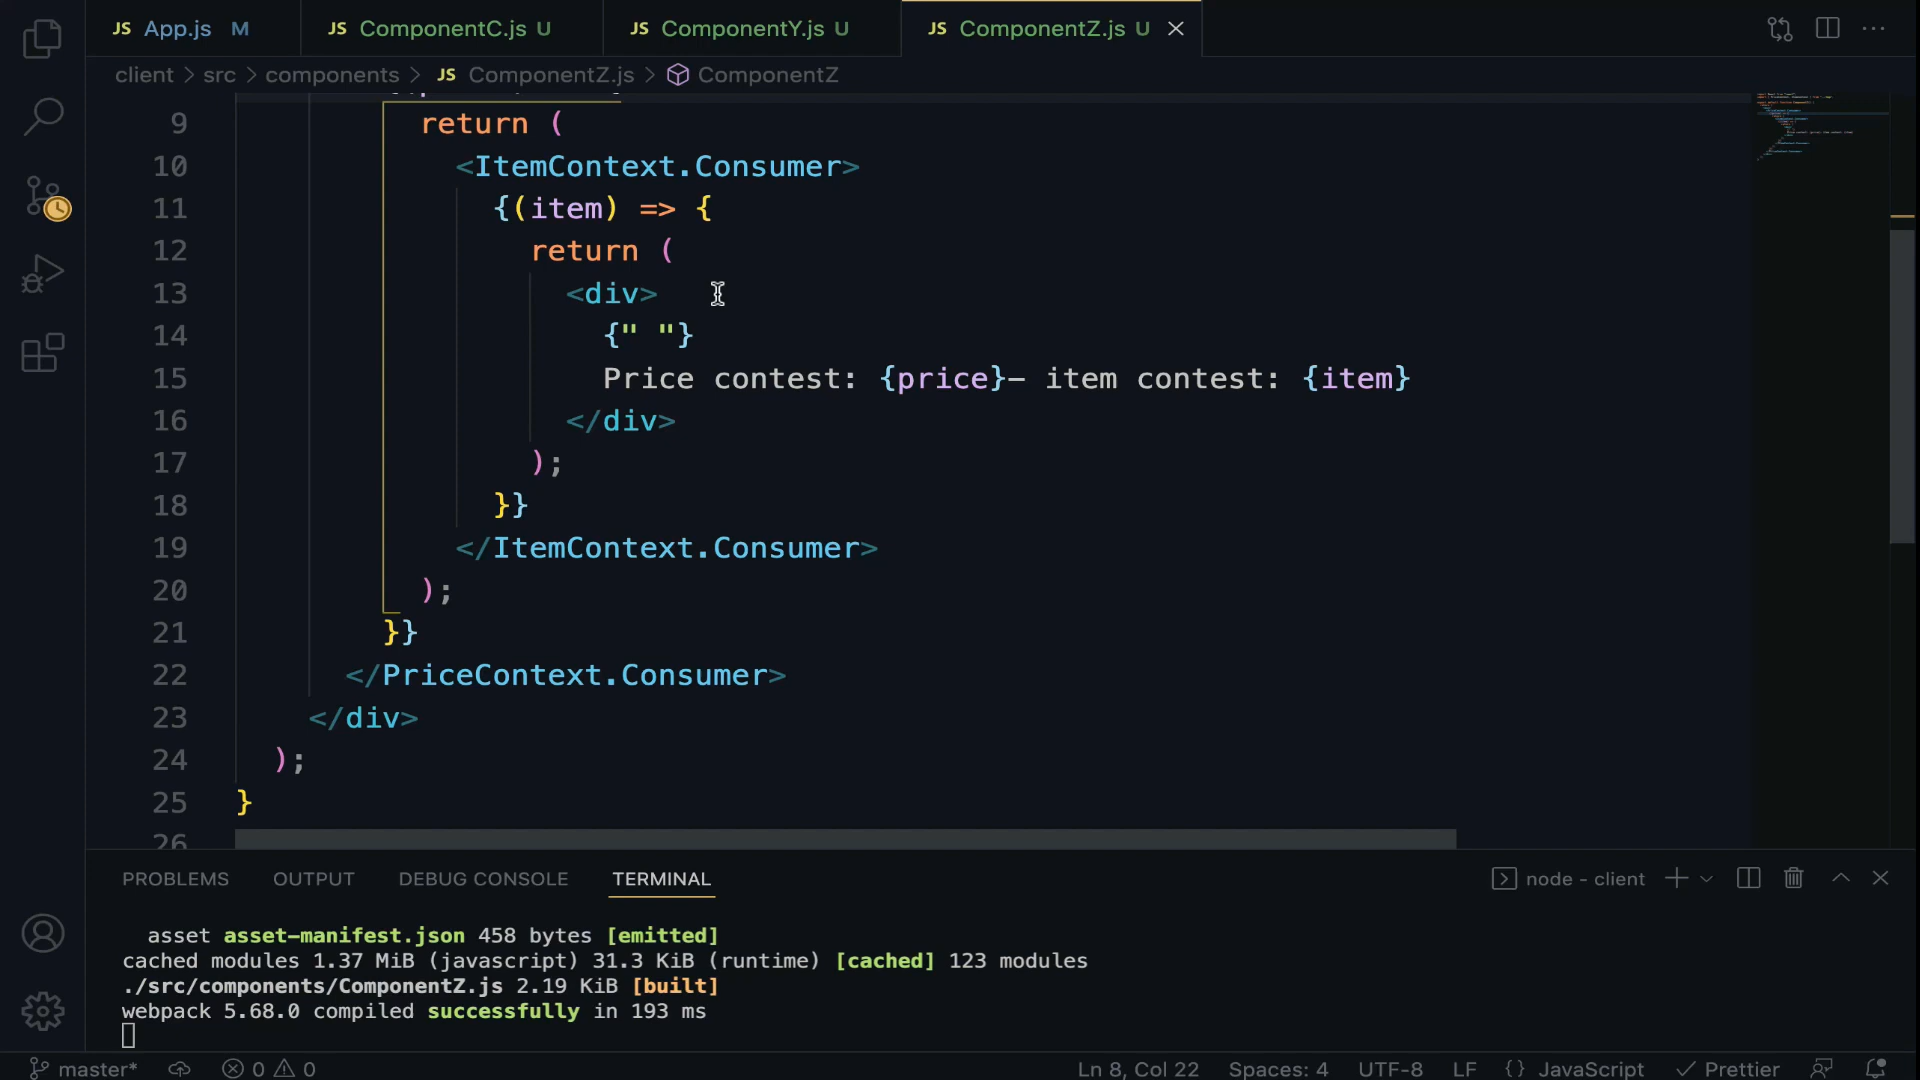 JS App.js M JS ComponentC.js U JS ComponentY.js U JS ComponentZ.js U
client > src > components > JS ComponentZ.js > ComponentZ
9 return (
10 <ItemContext.Consumer>
11 {(item) => {
12 return (
13 <div>
14 {" "}
15 Price contest: {price}- item contest: {item}
16 </div>
17 );
18 }}
19 </ItemContext.Consumer>
20 );
21 }}
22 </PriceContext.Consumer>
23 </div>
24 );
25 }
26
PROBLEMS OUTPUT DEBUG CONSOLE TERMINAL node - client
asset asset-manifest.json 458 bytes [emitted]
cached modules 1.37 MiB (javascript) 31.3 KiB (runtime) [cached] 123 modules
./src/components/ComponentZ.js 2.19 KiB [built]
webpack 5.68.0 compiled successfully in 193 ms
master* 0 0 Ln 8, Col 22 Spaces: 4 UTF-8 LF {} JavaScript Prettier